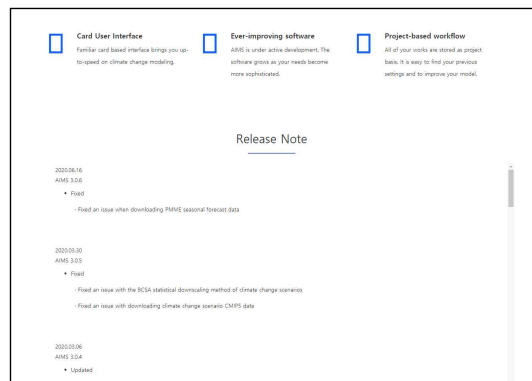 Card User Interface
Familiar card based interface brings you up-
to-speed on climate change modeling.
Ever-improving software
AIMS is under active development. The
software grows as your needs become
more sophisticated.
Project-based workflow
All of your works are stored as project
basis. It is easy to find your previous
settings and to improve your model.
Release Note
2020.06.16
AIMS 3.0.6
• Fixed
- Fixed an issue when downloading PMME seasonal forecast data
2020.03.30
AIMS 3.0.5
• Fixed
- Fixed an issue with the BCSA statistical downscaling method of climate change scenarios
- Fixed an issue with downloading climate change scenario CMIP5 date
2020.03.06
AIMS 3.0.4
• Updated